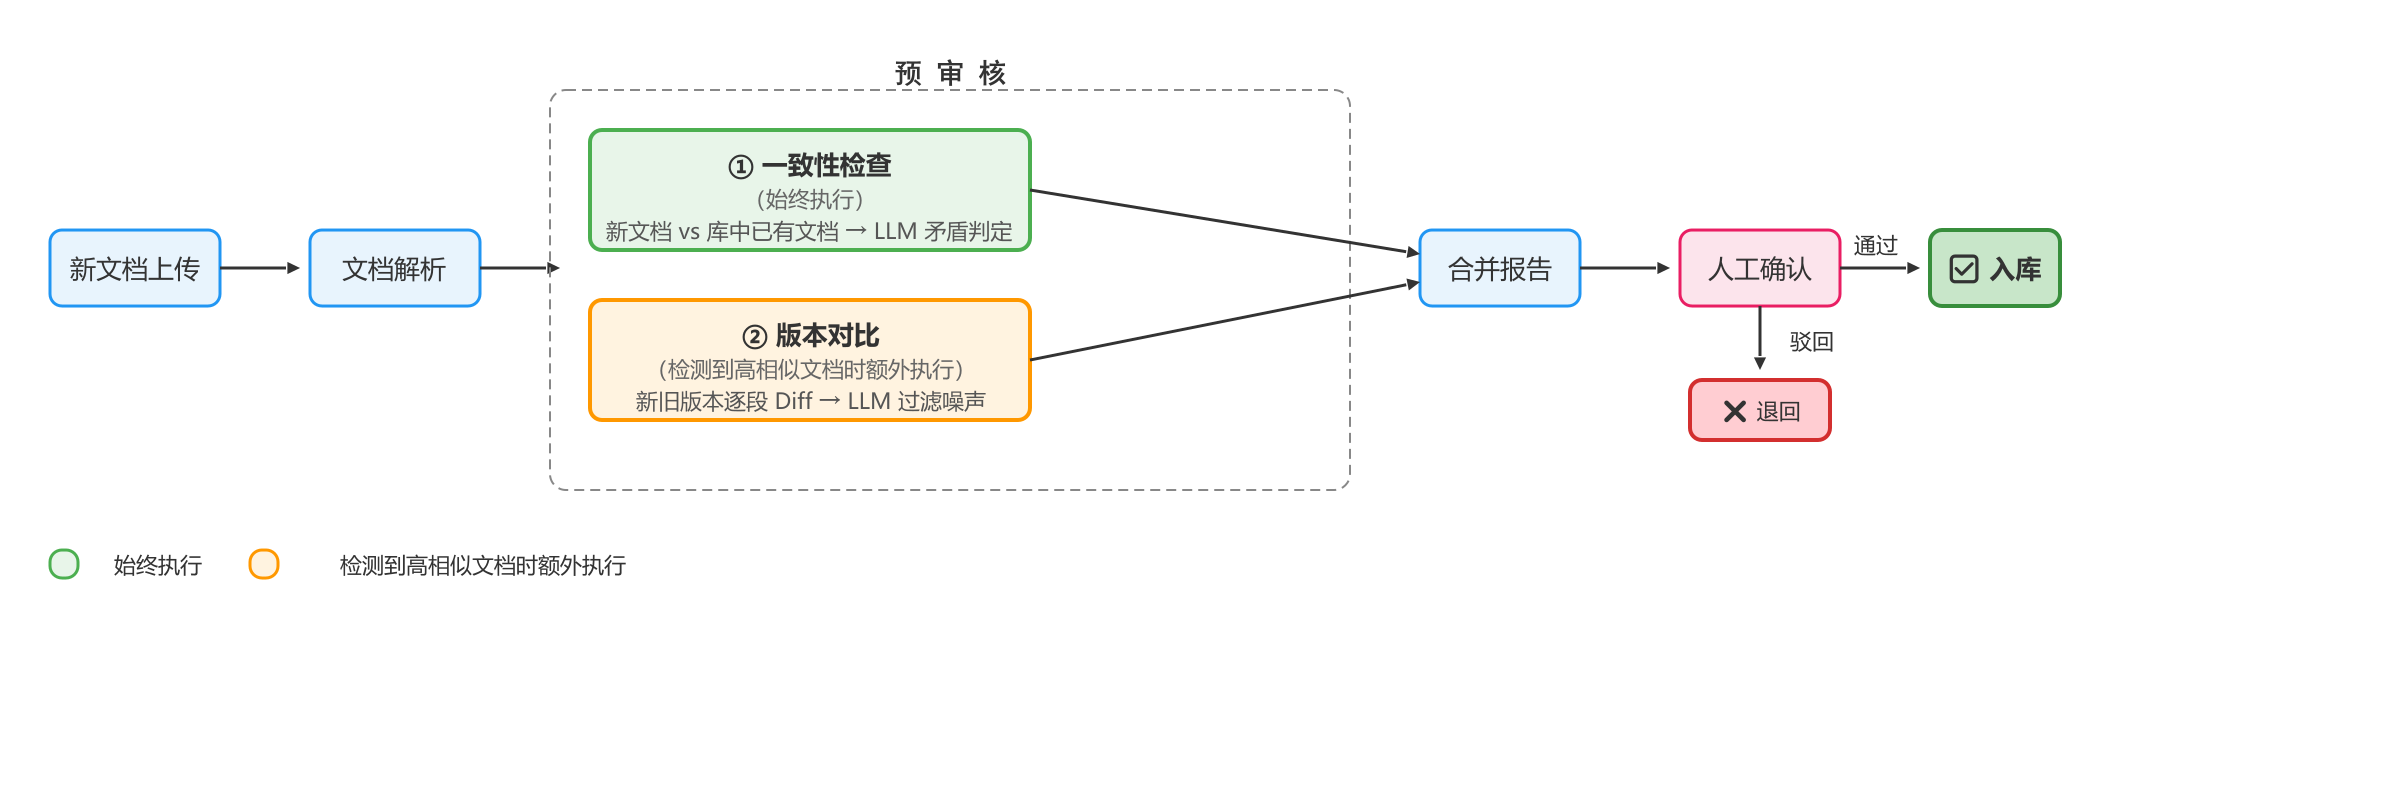 预 审 核
新文档上传
文档解析
① 一致性检查
（始终执行）
新文档 vs 库中已有文档 → LLM 矛盾判定
② 版本对比
（检测到高相似文档时额外执行）
新旧版本逐段 Diff → LLM 过滤噪声
合并报告
人工确认
通过
☑ 入库
驳回
✖ 退回
始终执行
检测到高相似文档时额外执行